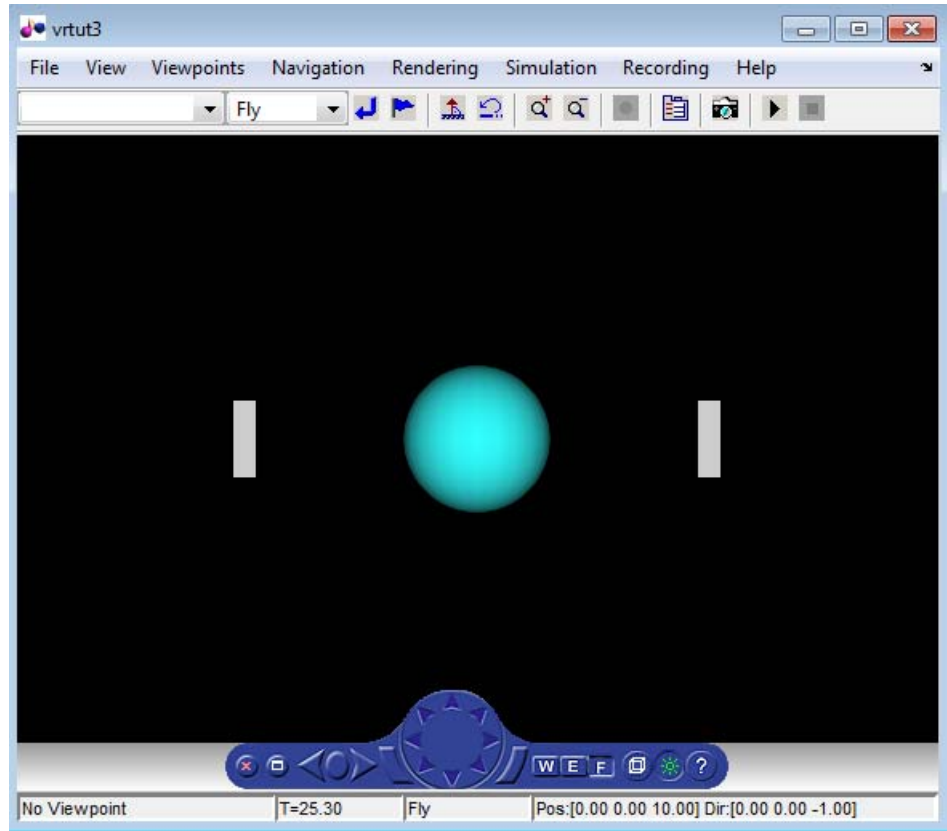 vrtut3
File View Viewpoints Navigation Rendering Simulation Recording Help
Fly
W E F ?
No Viewpoint T=25.30 Fly Pos:[0.00 0.00 10.00] Dir:[0.00 0.00 -1.00]